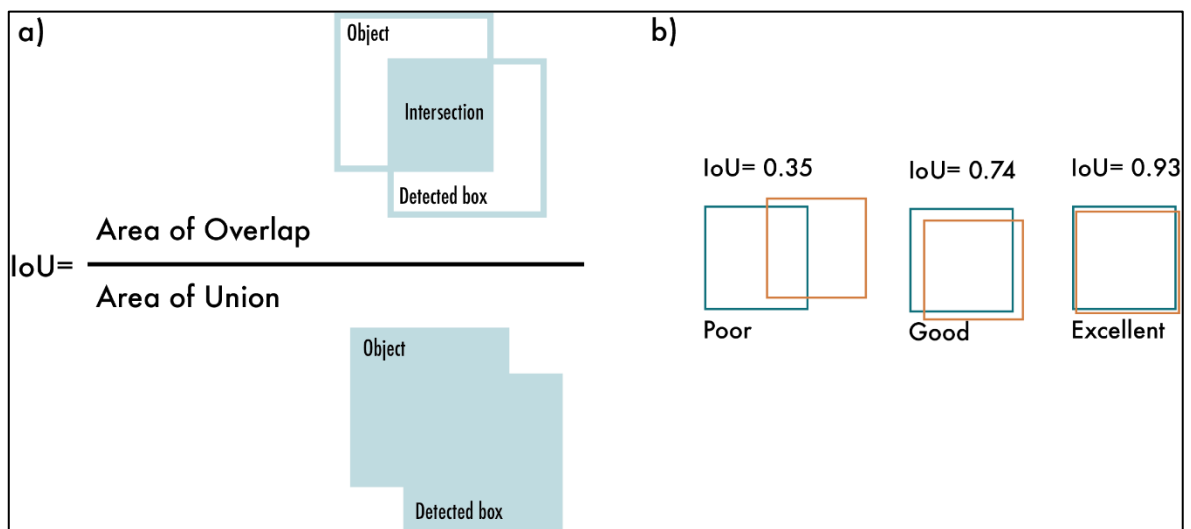 a)
Object
Intersection
Detected box
IoU=
Area of Overlap
Area of Union
Object
Detected box
b)
IoU= 0.35
Poor
IoU= 0.74
Good
IoU= 0.93
Excellent